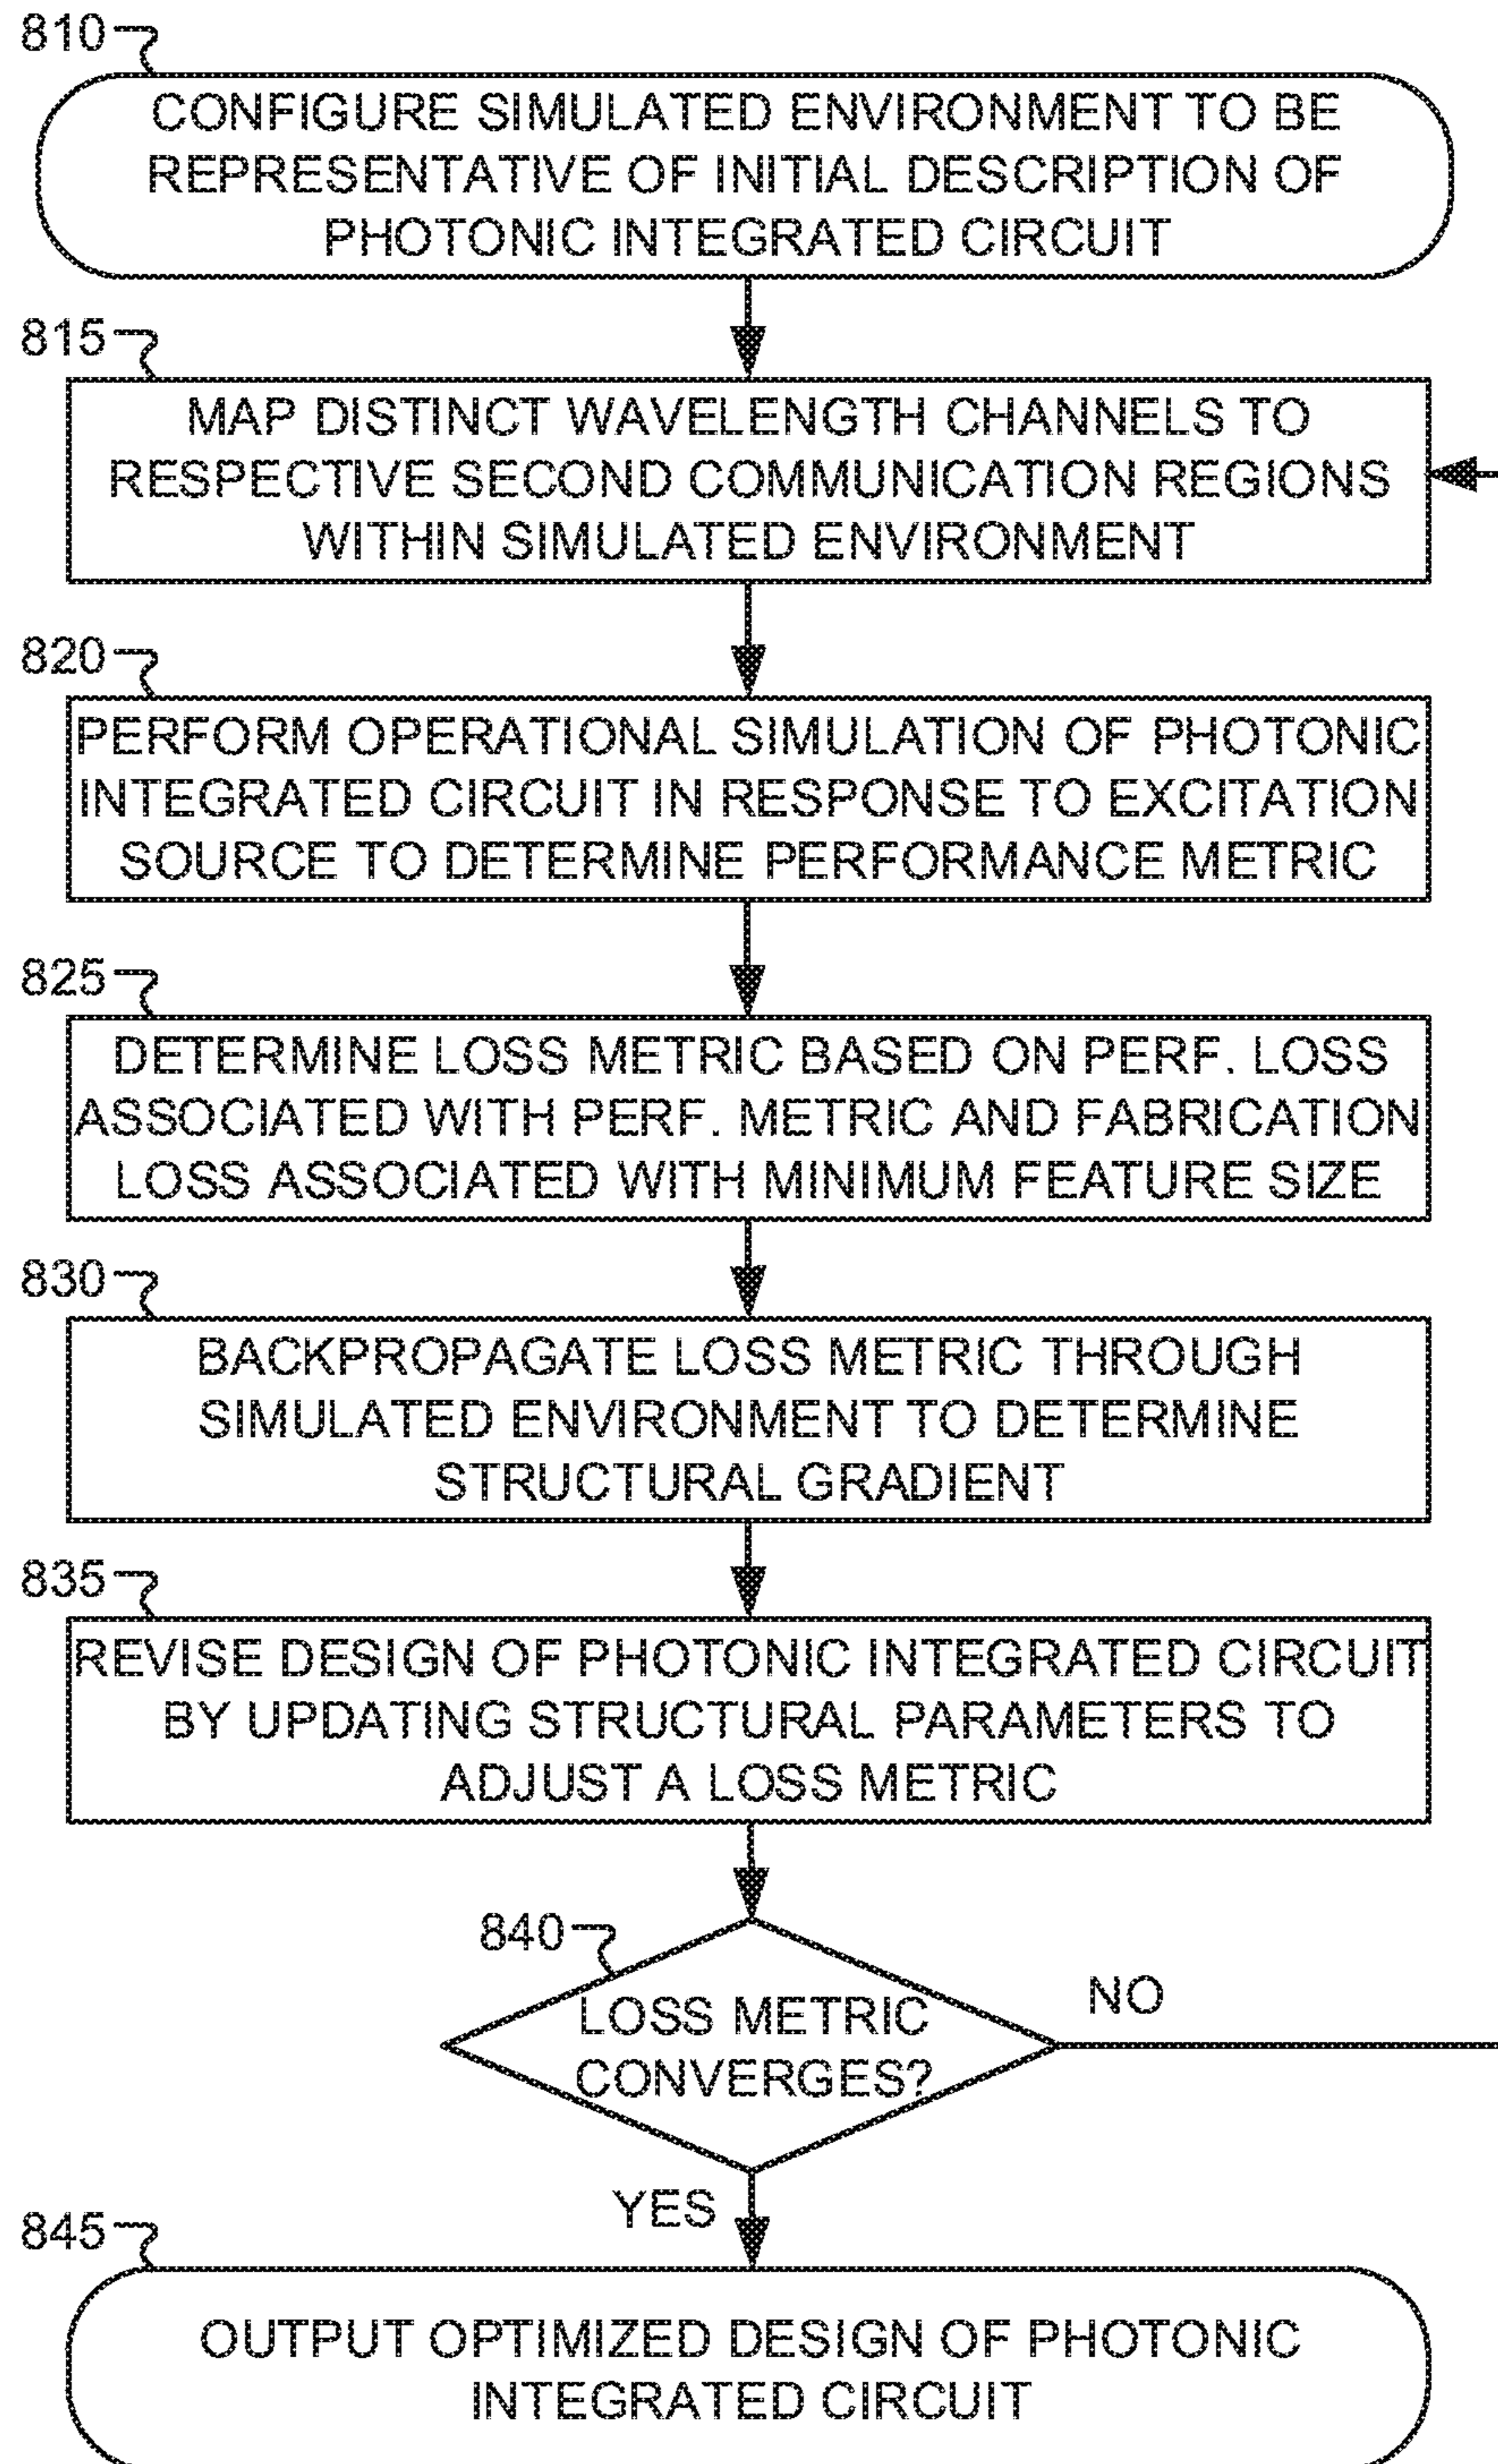 810
CONFIGURE SIMULATED ENVIRONMENT TO BE
REPRESENTATIVE OF INITIAL DESCRIPTION OF
PHOTONIC INTEGRATED CIRCUIT
815
MAP DISTINCT WAVELENGTH CHANNELS TO
RESPECTIVE SECOND COMMUNICATION REGIONS
WITHIN SIMULATED ENVIRONMENT
820
PERFORM OPERATIONAL SIMULATION OF PHOTONIC
INTEGRATED CIRCUIT IN RESPONSE TO EXCITATION
SOURCE TO DETERMINE PERFORMANCE METRIC
825
DETERMINE LOSS METRIC BASED ON PERF. LOSS
ASSOCIATED WITH PERF. METRIC AND FABRICATION
LOSS ASSOCIATED WITH MINIMUM FEATURE SIZE
830
BACKPROPAGATE LOSS METRIC THROUGH
SIMULATED ENVIRONMENT TO DETERMINE
STRUCTURAL GRADIENT
835
REVISE DESIGN OF PHOTONIC INTEGRATED CIRCUIT
BY UPDATING STRUCTURAL PARAMETERS TO
ADJUST A LOSS METRIC
840
LOSS METRIC
CONVERGES?
NO
YES
845
OUTPUT OPTIMIZED DESIGN OF PHOTONIC
INTEGRATED CIRCUIT